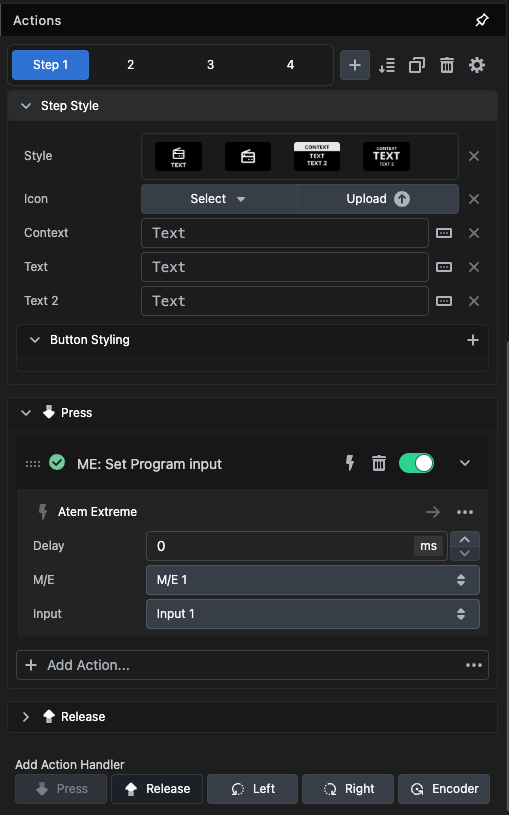 Actions
Step 1 2 3 4
Step Style
Style TEXT CONTEXT TEXT TEXT 2 CONTEXT TEXT TEXT 2
Icon Select Upload
Context Text
Text Text
Text 2 Text
Button Styling
Press
ME: Set Program input
Atem Extreme
Delay 0 ms
M/E M/E 1
Input Input 1
Add Action...
Release
Add Action Handler
Press Release Left Right Encoder